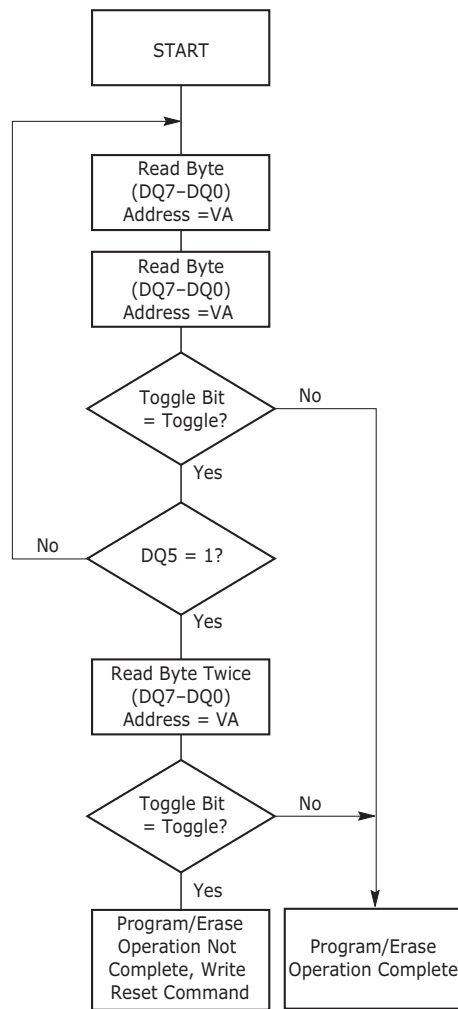 START
Read Byte
(DQ7–DQ0)
Address =VA
Read Byte
(DQ7–DQ0)
Address =VA
Toggle Bit
= Toggle?
No
Yes
No
DQ5 = 1?
Yes
Read Byte Twice
(DQ7–DQ0)
Address = VA
Toggle Bit
= Toggle?
No
Yes
Program/Erase
Operation Not
Complete, Write
Reset Command
Program/Erase
Operation Complete